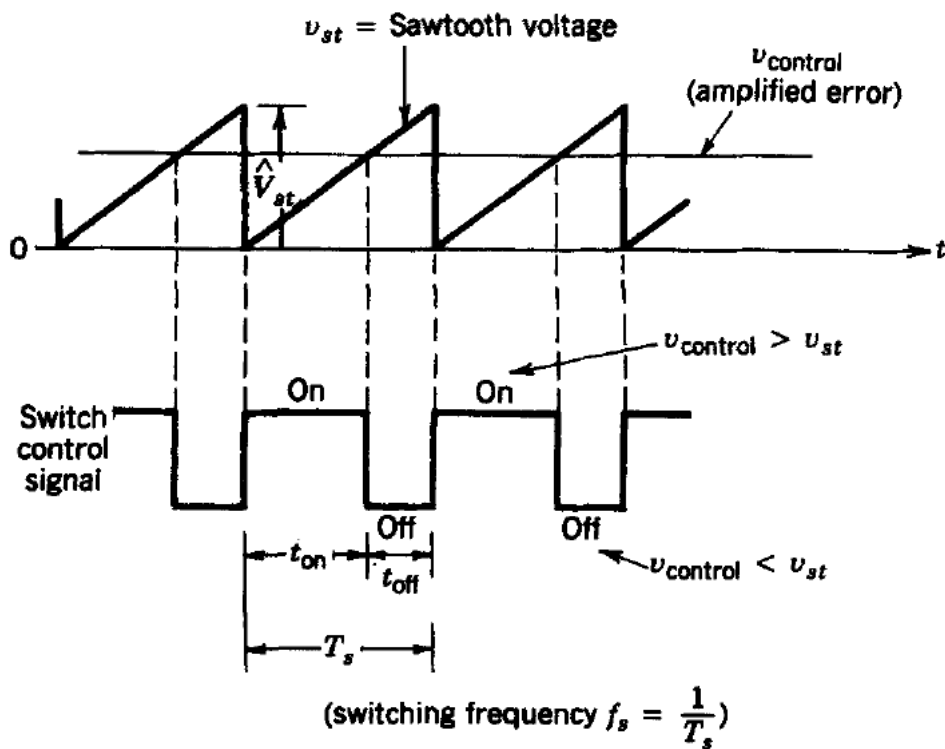 v_st = Sawtooth voltage
v_control
(amplified error)
V̂_st
0
t
v_control > v_st
On
On
Switch
control
signal
Off
Off
t_on
t_off
v_control < v_st
T_s
(switching frequency f_s = 1/T_s)